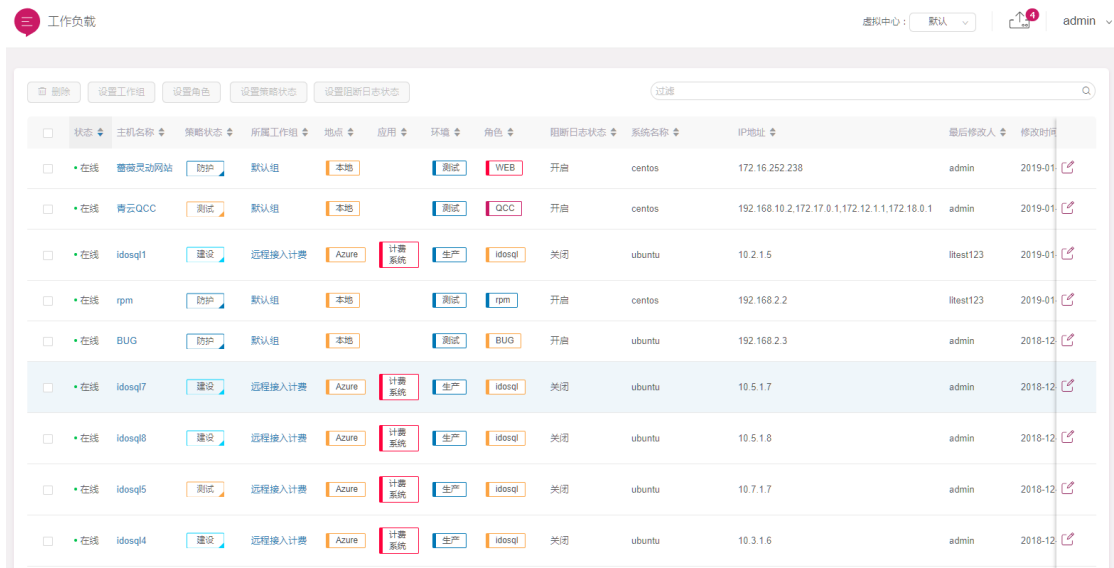 工作负载 虚拟中心： 默认 4 admin
删除 设置工作组 设置角色 设置策略状态 设置阻断日志状态 过滤
状态 主机名称 策略状态 所属工作组 地点 应用 环境 角色 阻断日志状态 系统名称 IP地址 最后修改人 修改时间
在线 蔷薇灵动网站 防护 默认组 本地 测试 WEB 开启 centos 172.16.252.238 admin 2019-01
在线 青云QCC 测试 默认组 本地 测试 QCC 开启 centos 192.168.10.2,172.17.0.1,172.12.1.1,172.18.0.1 admin 2019-01
在线 idosql1 建设 远程接入计费 Azure 计费系统 生产 idosql 关闭 ubuntu 10.2.1.5 litest123 2019-01
在线 rpm 防护 默认组 本地 测试 rpm 开启 centos 192.168.2.2 litest123 2019-01
在线 BUG 防护 默认组 本地 测试 BUG 开启 ubuntu 192.168.2.3 admin 2018-12
在线 idosql7 建设 远程接入计费 Azure 计费系统 生产 idosql 关闭 ubuntu 10.5.1.7 admin 2018-12
在线 idosql8 建设 远程接入计费 Azure 计费系统 生产 idosql 关闭 ubuntu 10.5.1.8 admin 2018-12
在线 idosql5 测试 远程接入计费 Azure 计费系统 生产 idosql 关闭 ubuntu 10.7.1.7 admin 2018-12
在线 idosql4 建设 远程接入计费 Azure 计费系统 生产 idosql 关闭 ubuntu 10.3.1.6 admin 2018-12